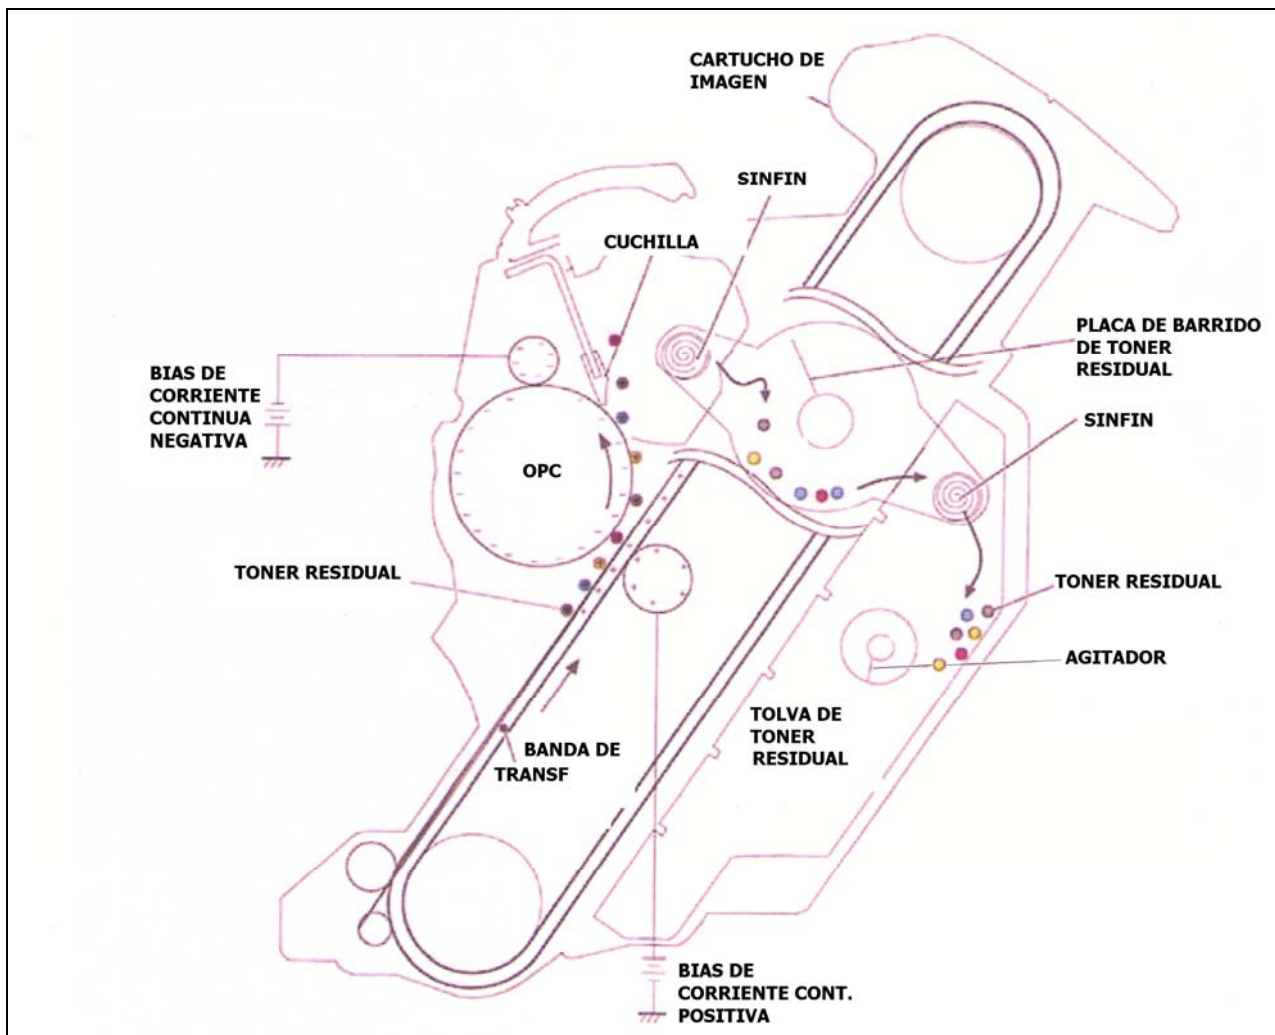 CARTUCHO DE
IMAGEN
SINFIN
CUCHILLA
PLACA DE BARRIDO
DE TONER
RESIDUAL
BIAS DE
CORRIENTE
CONTINUA
NEGATIVA
SINFIN
OPC
TONER RESIDUAL
TONER RESIDUAL
AGITADOR
TOLVA DE
TONER
RESIDUAL
BANDA DE
TRANSF
BIAS DE
CORRIENTE CONT.
POSITIVA